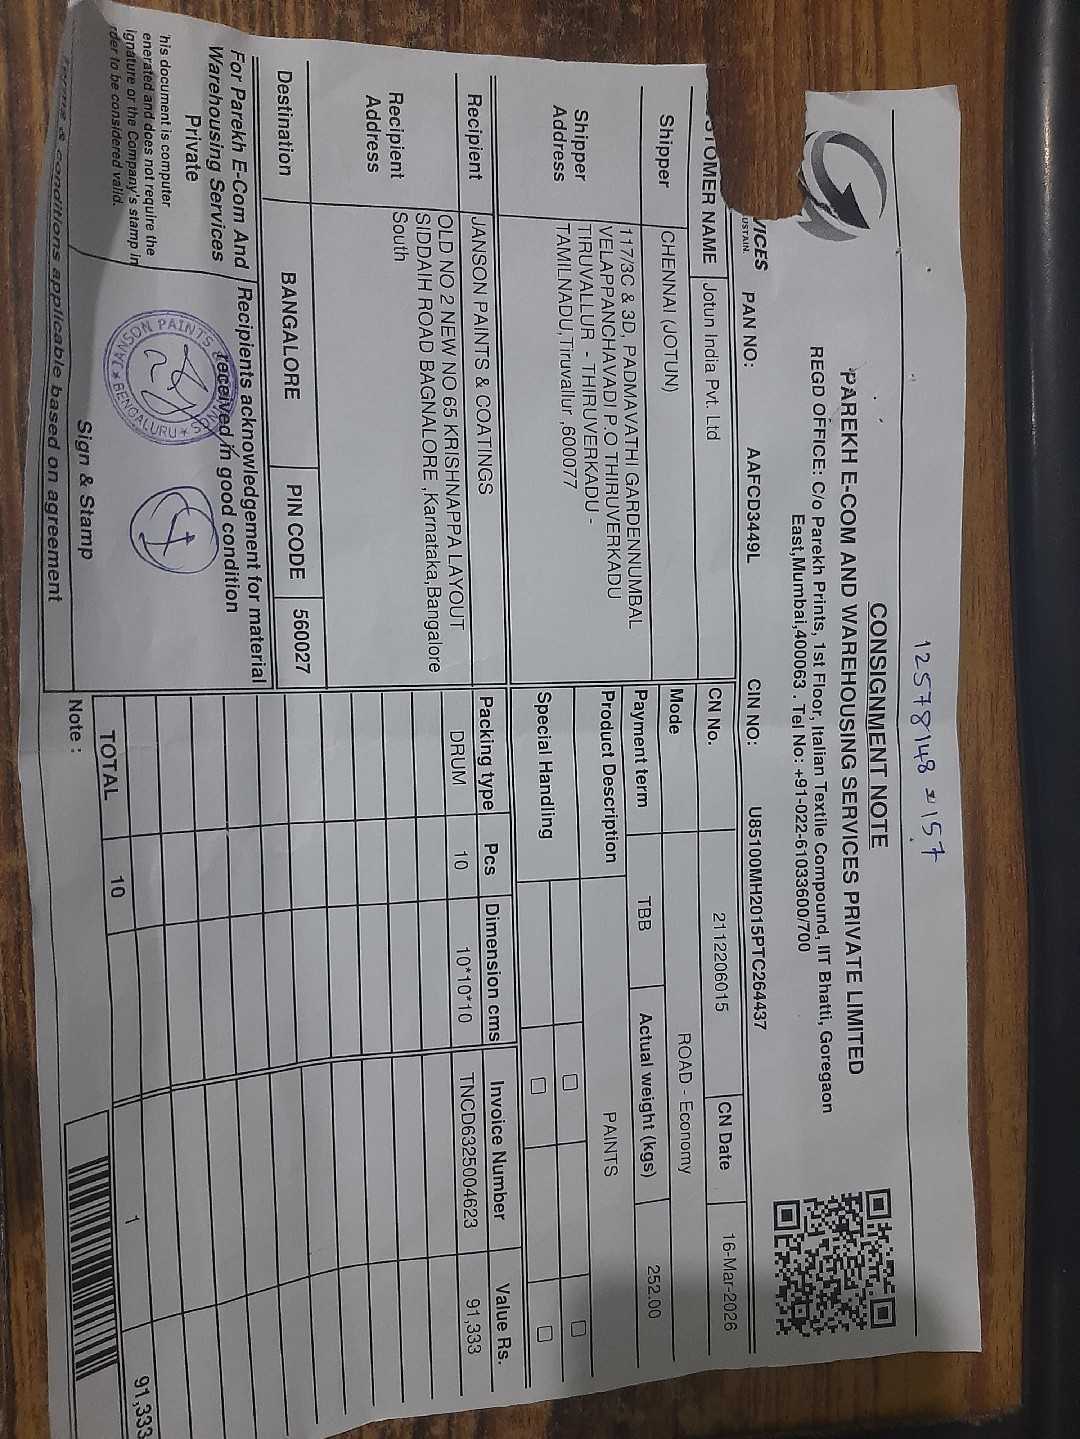 12578148 = 157
CONSIGNMENT NOTE
PAREKH E-COM AND WAREHOUSING SERVICES PRIVATE LIMITED
REGD OFFICE: C/o Parekh Prints, 1st Floor, Italian Textile Compound, IIT Bhatti, Goregaon
East,Mumbai,400063 . Tel No: +91-022-61033600/700
VICES
USTAIN.
PAN NO: AAFCD3449L CIN NO: U85100MH2015PTC264437
STOMER NAME Jotun India Pvt. Ltd
CN No. 2112206015 CN Date 16-Mar-2026
Shipper CHENNAI (JOTUN)
Mode ROAD - Economy
Payment term TBB Actual weight (kgs) 252.00
Shipper Address
117/3C & 3D, PADMAVATHI GARDENNUMBAL
VELAPPANCHAVADI P.O THIRUVERKADU
TIRUVALLUR - THIRUVERKADU -
TAMILNADU,Tiruvallur ,600077
Product Description PAINTS
Special Handling
Recipient JANSON PAINTS & COATINGS
Recipient Address
OLD NO 2 NEW NO 65 KRISHNAPPA LAYOUT
SIDDAIH ROAD BAGNALORE ,Karnataka,Bangalore
South
Packing type Pcs Dimension cms Invoice Number Value Rs.
DRUM 10 10*10*10 TNCD6325004623 91,333
Destination BANGALORE PIN CODE 560027
For Parekh E-Com And
Warehousing Services
Private
his document is computer
enerated and does not require the
ignature or the Company's stamp in
rder to be considered valid.
Recipients acknowledgement for material
received in good condition
JANSON PAINTS
BENGALURU
Sign & Stamp
TOTAL 10 1 91,333
Terms & conditions applicable based on agreement
Note :